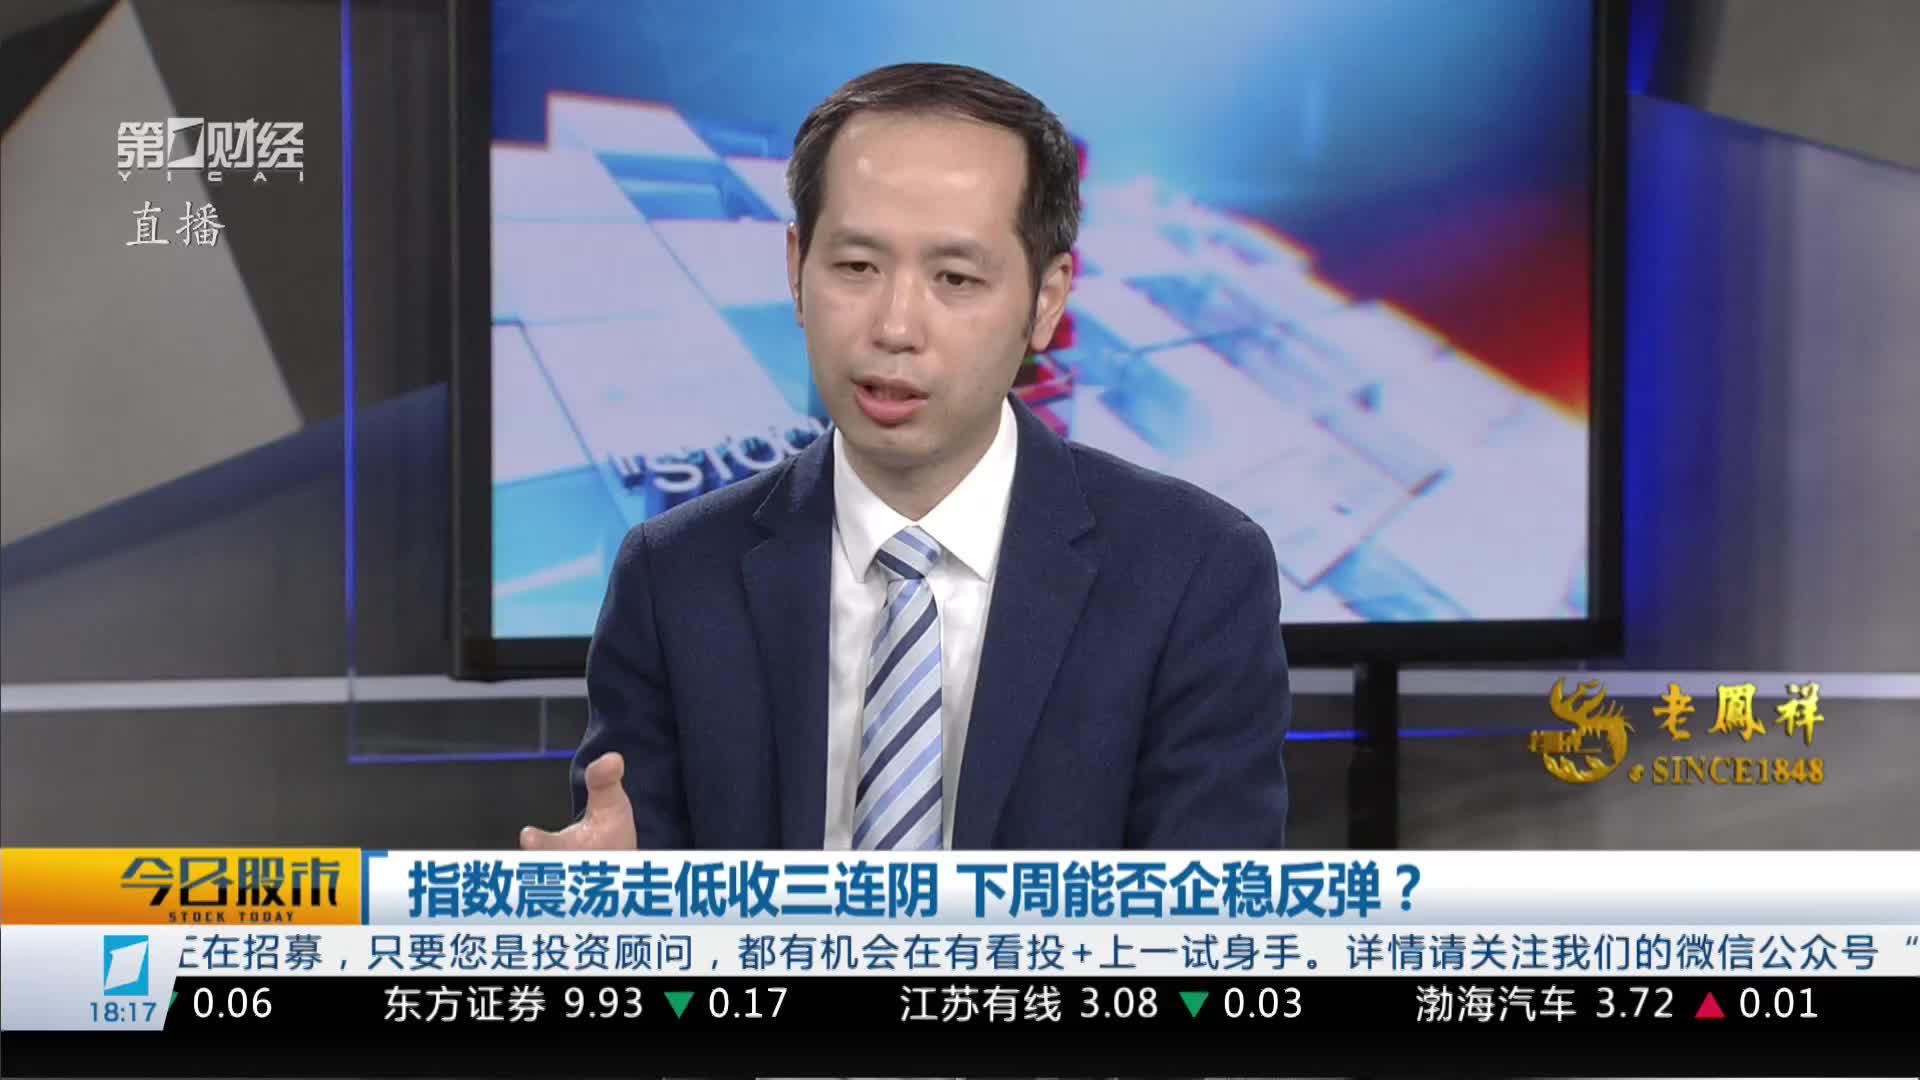 第1财经
YICAI
直播
"STOC
老鳳祥
SINCE1848
今日股市
STOCK TODAY
指数震荡走低收三连阴 下周能否企稳反弹？
正在招募，只要您是投资顾问，都有机会在有看投+上一试身手。详情请关注我们的微信公众号“
18:17
▼ 0.06 东方证券 9.93 ▼ 0.17 江苏有线 3.08 ▼ 0.03 渤海汽车 3.72 ▲ 0.01